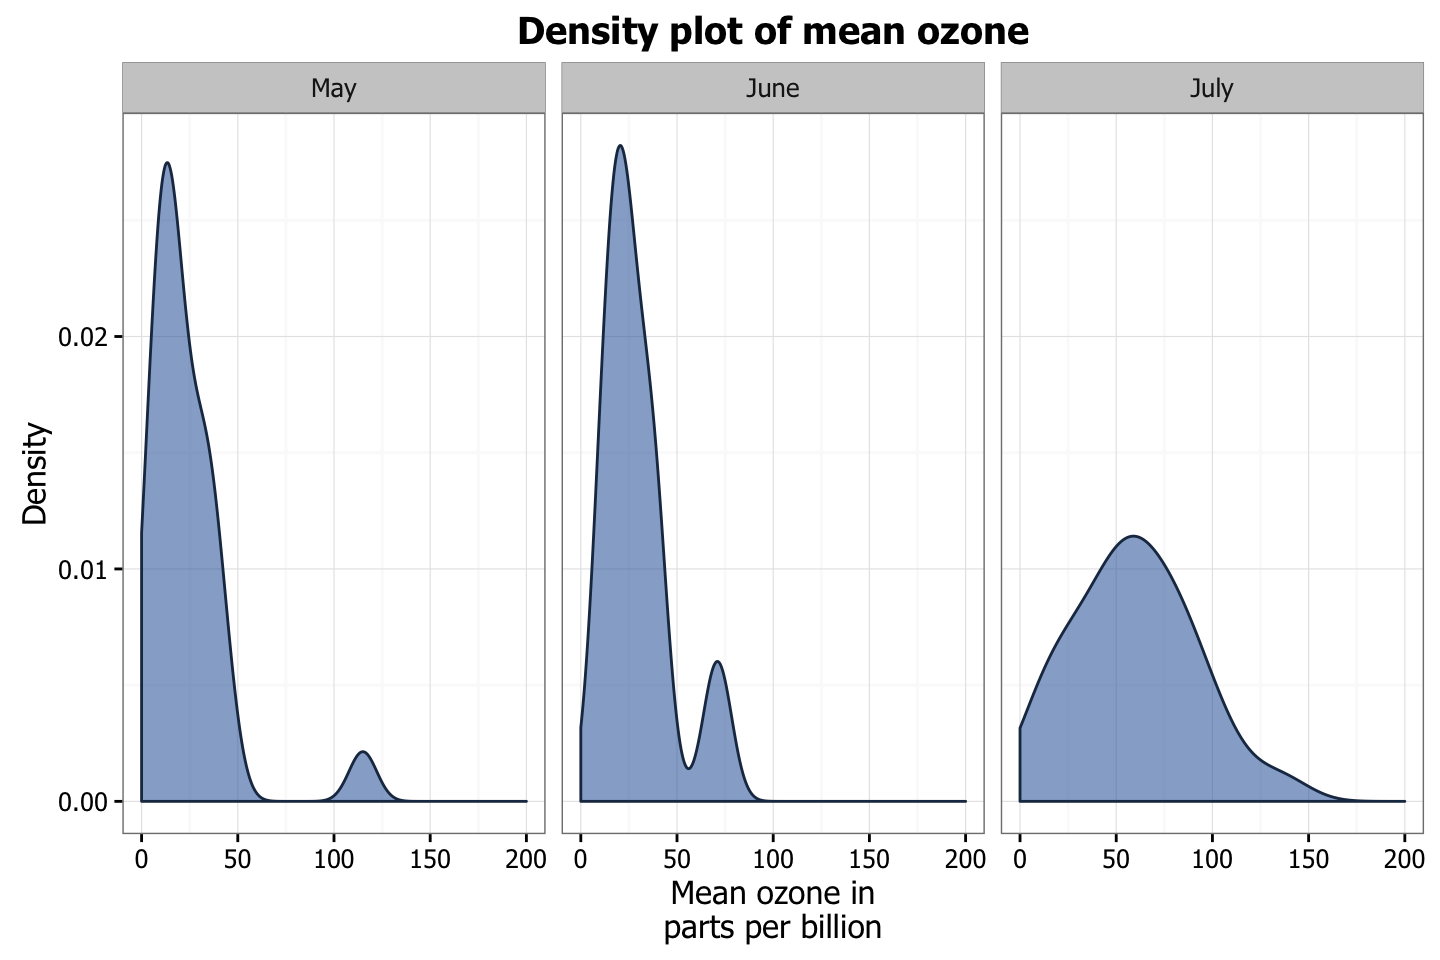 Density plot of mean ozone
May June July
Density
0.02
0.01
0.00
0 50 100 150 200 0 50 100 150 200 0 50 100 150 200
Mean ozone in
parts per billion